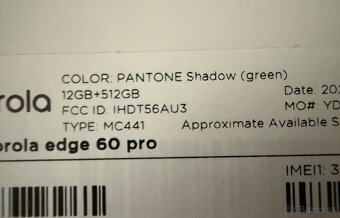 COLOR: PANTONE Shadow (green)
rola 12GB+512GB Date: 202
FCC ID: IHDT56AU3 MO#: YD
TYPE: MC441 Approximate Available S
orola edge 60 pro
IMEI1: 3